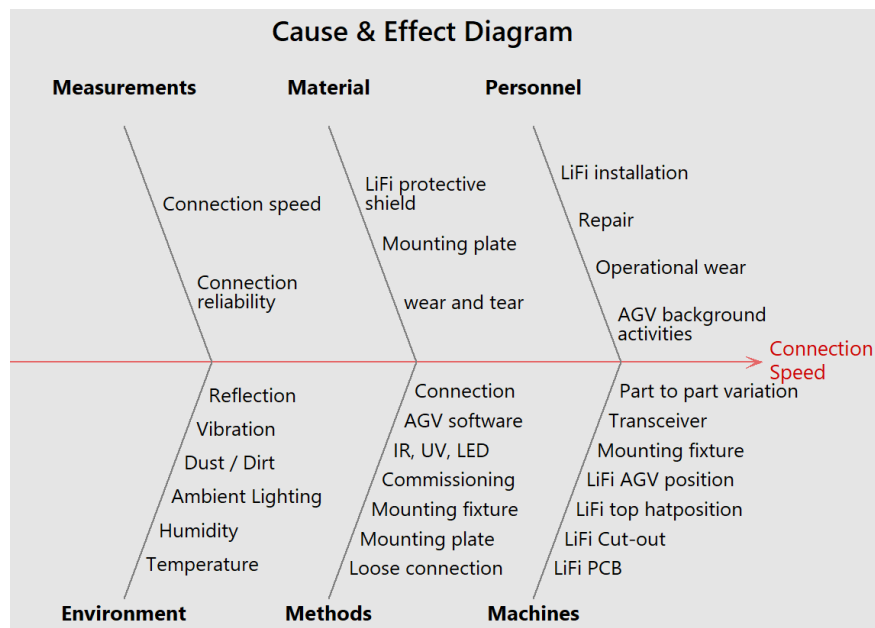 Cause & Effect Diagram
Measurements
Material
Personnel
Connection speed
Connection
reliability
LiFi protective
shield
Mounting plate
wear and tear
LiFi installation
Repair
Operational wear
AGV background
activities
Connection
Speed
Reflection
Vibration
Dust / Dirt
Ambient Lighting
Humidity
Temperature
Connection
AGV software
IR, UV, LED
Commissioning
Mounting fixture
Mounting plate
Loose connection
Part to part variation
Transceiver
Mounting fixture
LiFi AGV position
LiFi top hatposition
LiFi Cut-out
LiFi PCB
Environment
Methods
Machines